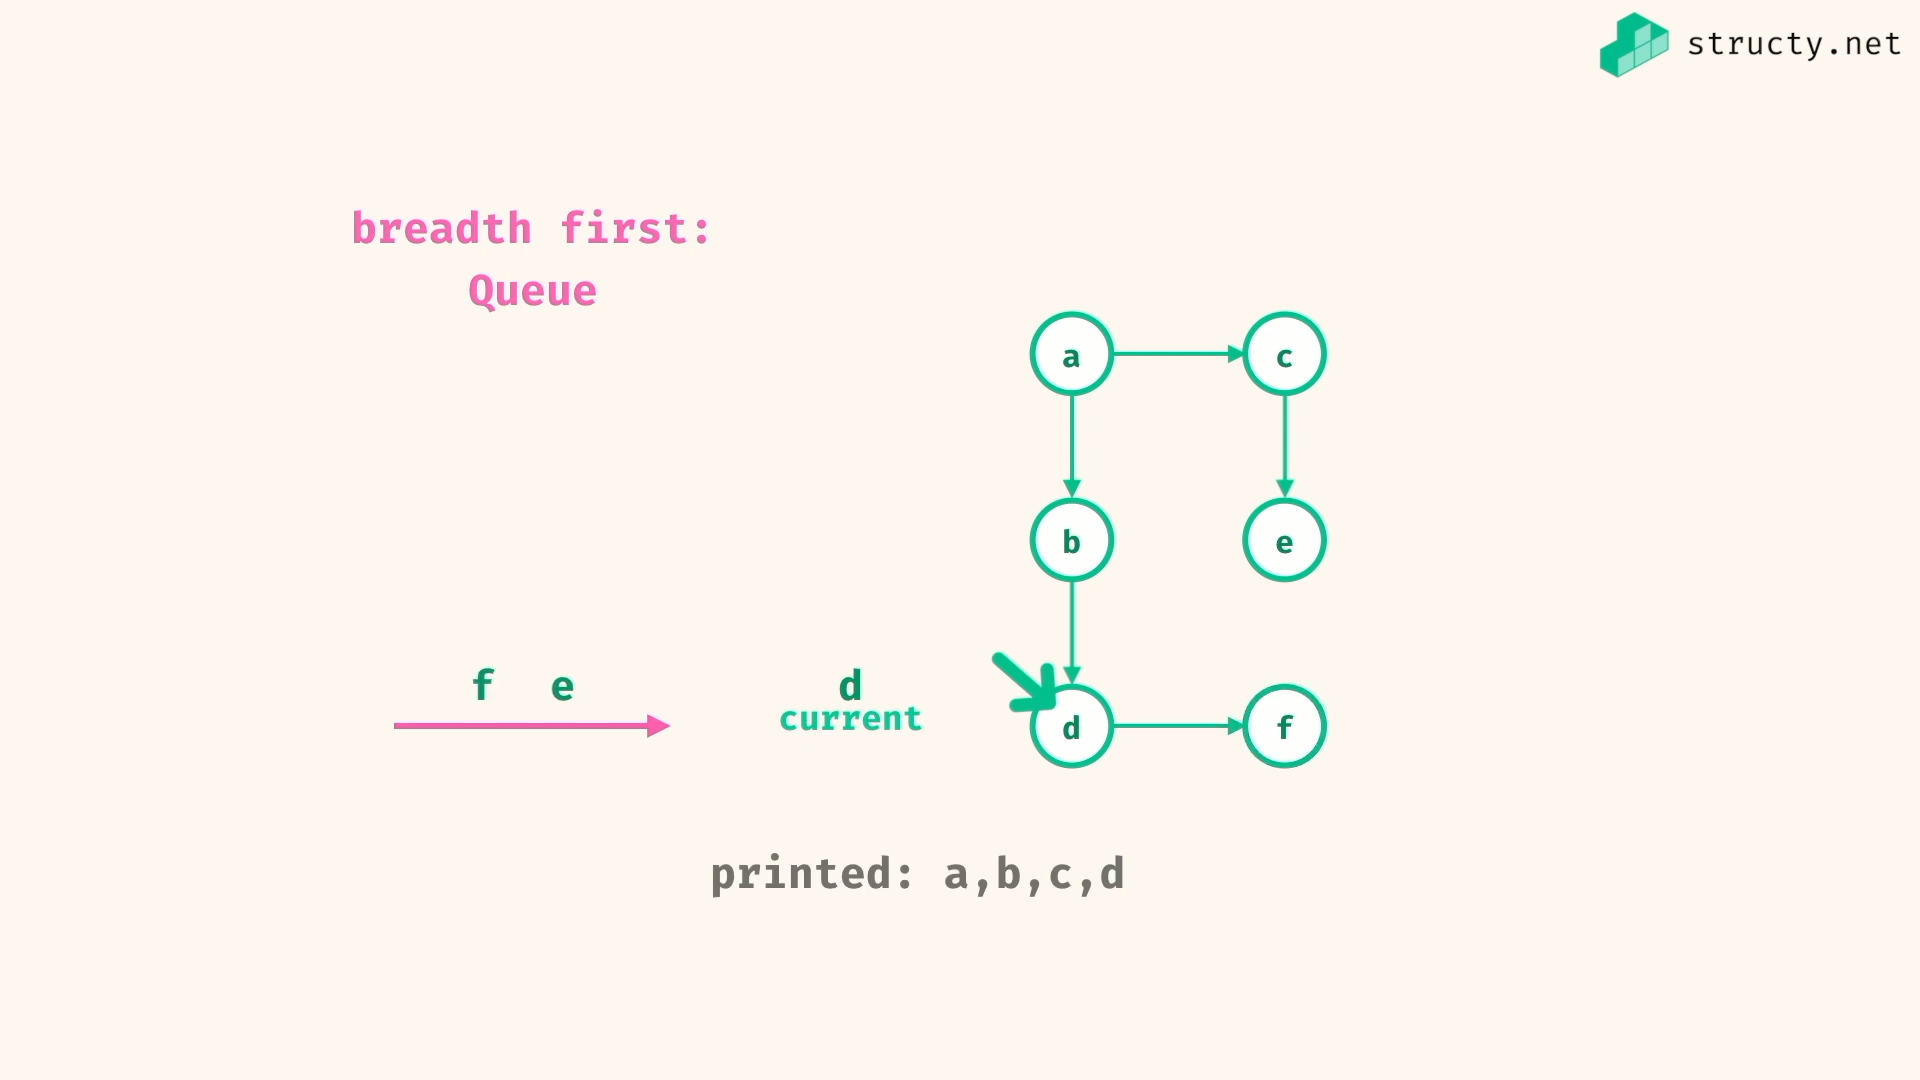 structy.net
breadth first:
Queue
a
c
b
e
f e
d
current
d
f
printed: a,b,c,d